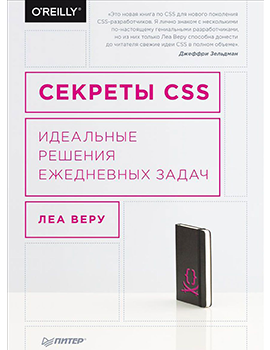 O'REILLY®
«Это новая книга по CSS для нового поколения
CSS-разработчиков. Я лично знаком с несколькими
по-настоящему гениальными разработчиками,
но из них только Леа Веру способна донести
до читателя свежие идеи CSS в полном объеме».
Джеффри Зельдман
СЕКРЕТЫ CSS
ИДЕАЛЬНЫЕ
РЕШЕНИЯ
ЕЖЕДНЕВНЫХ ЗАДАЧ
ЛЕА ВЕРУ
ПИТЕР®